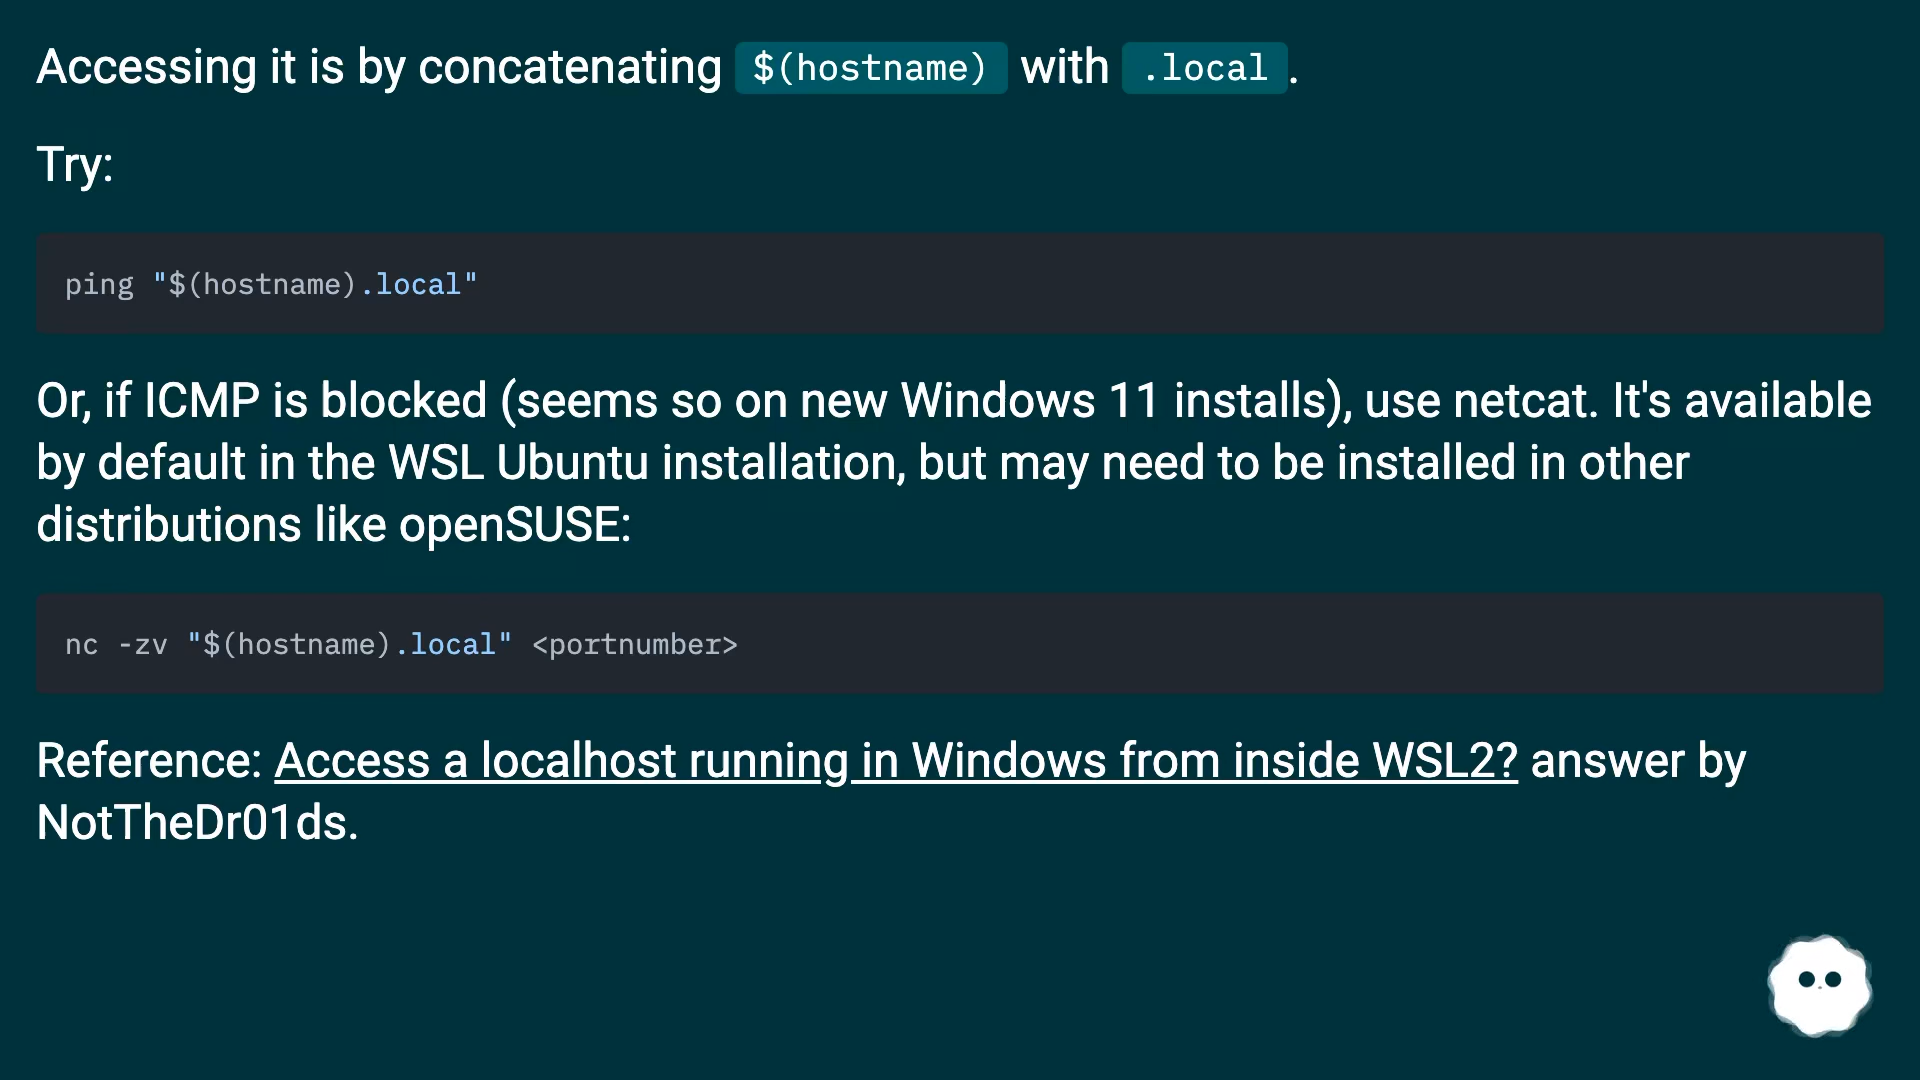 Accessing it is by concatenating $(hostname) with .local.
Try:
ping "$(hostname).local"
Or, if ICMP is blocked (seems so on new Windows 11 installs), use netcat. It's available
by default in the WSL Ubuntu installation, but may need to be installed in other
distributions like openSUSE:
nc -zv "$(hostname).local" <portnumber>
Reference: Access a localhost running in Windows from inside WSL2? answer by
NotTheDr01ds.